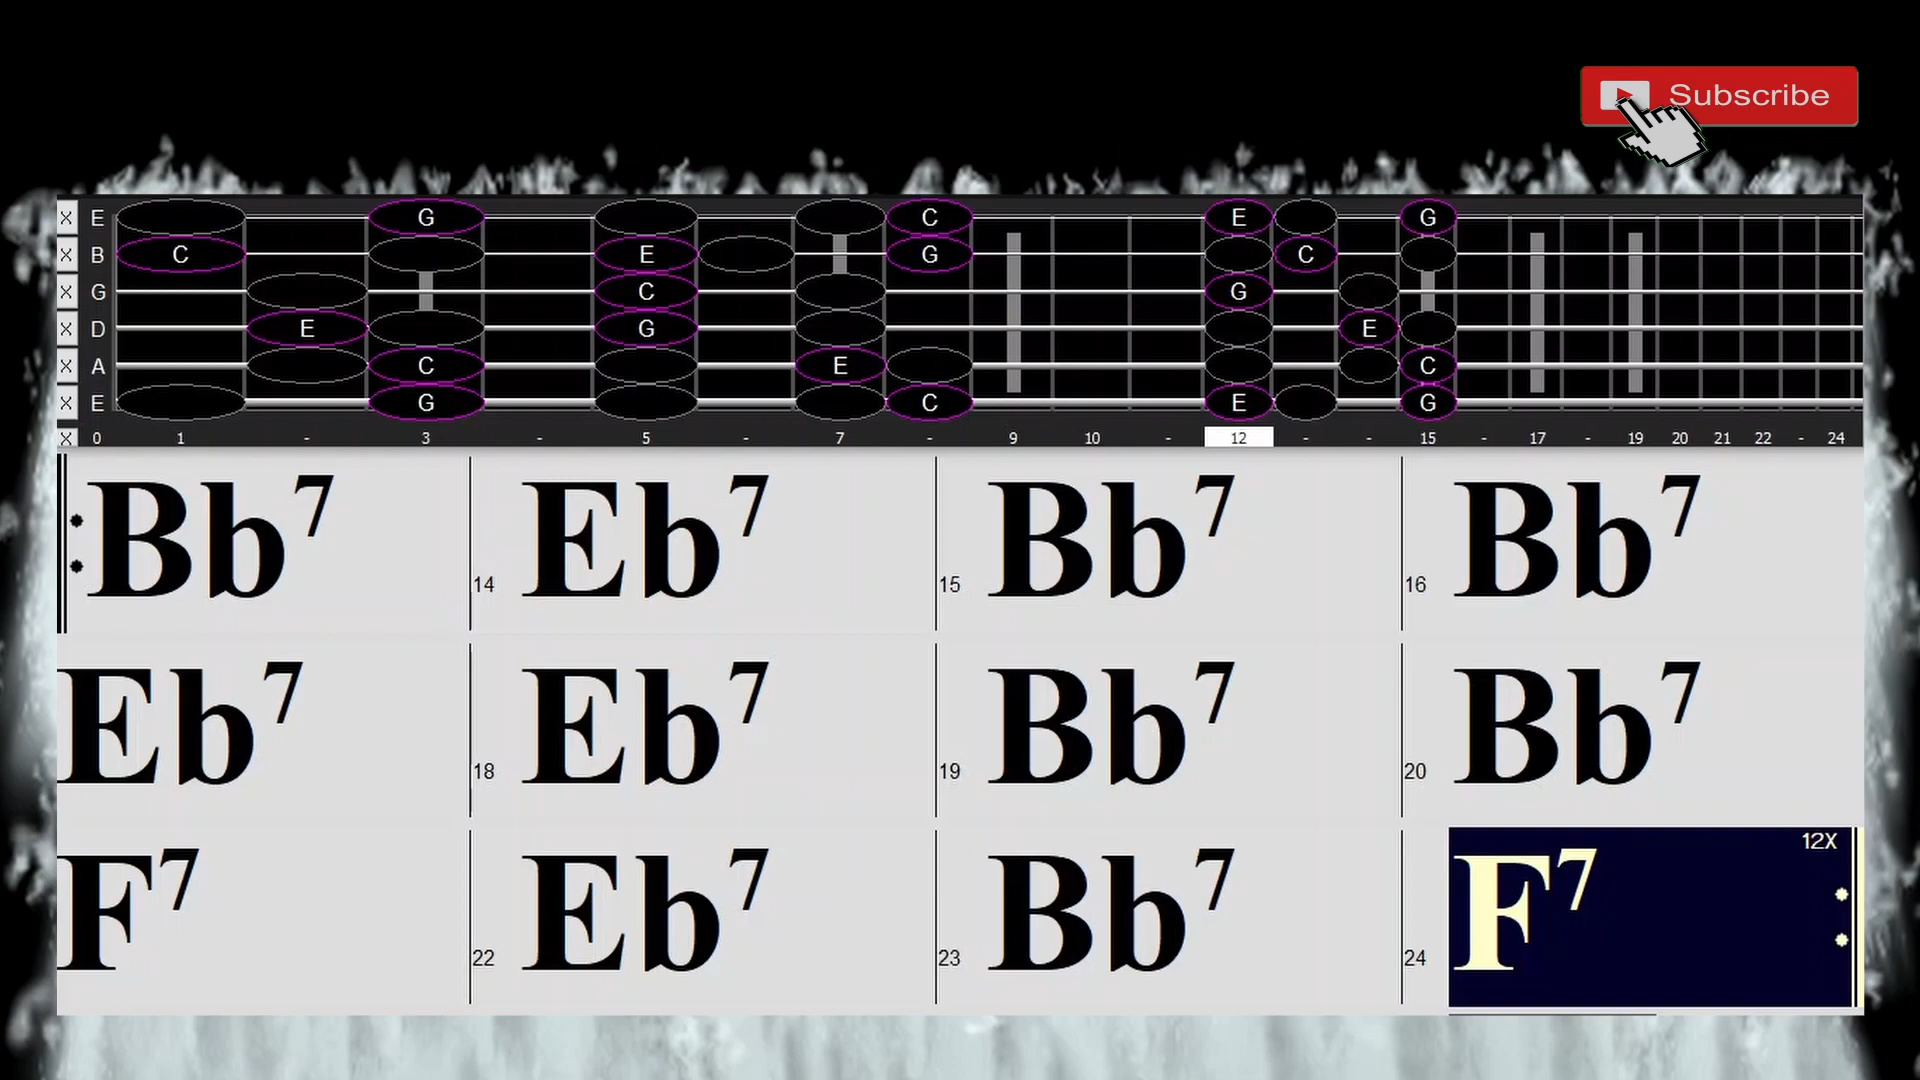 Subscribe
X E G C E G
X B C E G C
X G C G
X D E G E
X A C E C
X E G C E G
X 0 1 - 3 - 5 - 7 - 9 10 - 12 - - 15 - 17 - 19 20 21 22 - 24
Bb7 14 Eb7 15 Bb7 16 Bb7
Eb7 18 Eb7 19 Bb7 20 Bb7
F7 22 Eb7 23 Bb7 24 F7 12X